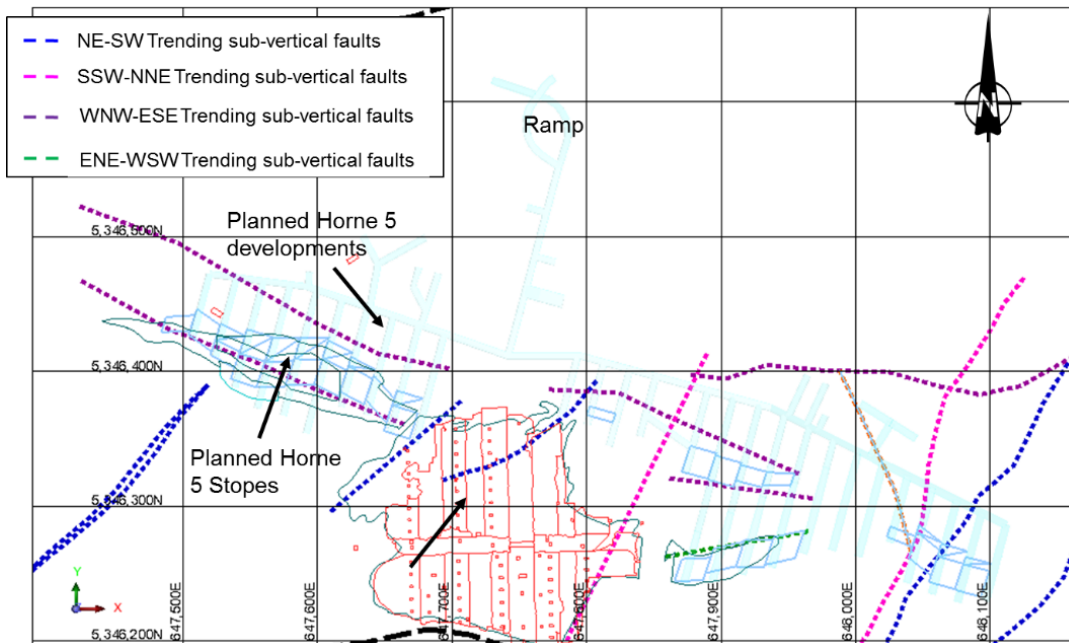 NE-SW Trending sub-vertical faults
SSW-NNE Trending sub-vertical faults
WNW-ESE Trending sub-vertical faults
ENE-WSW Trending sub-vertical faults
N
Ramp
Planned Horne 5
developments
5,346,500N
5,346,400N
Planned Horne
5 Stopes
5,346,300N
647,500E
647,600E
647,700E
647,800E
647,900E
648,000E
648,100E
Y
X
5,346,200N